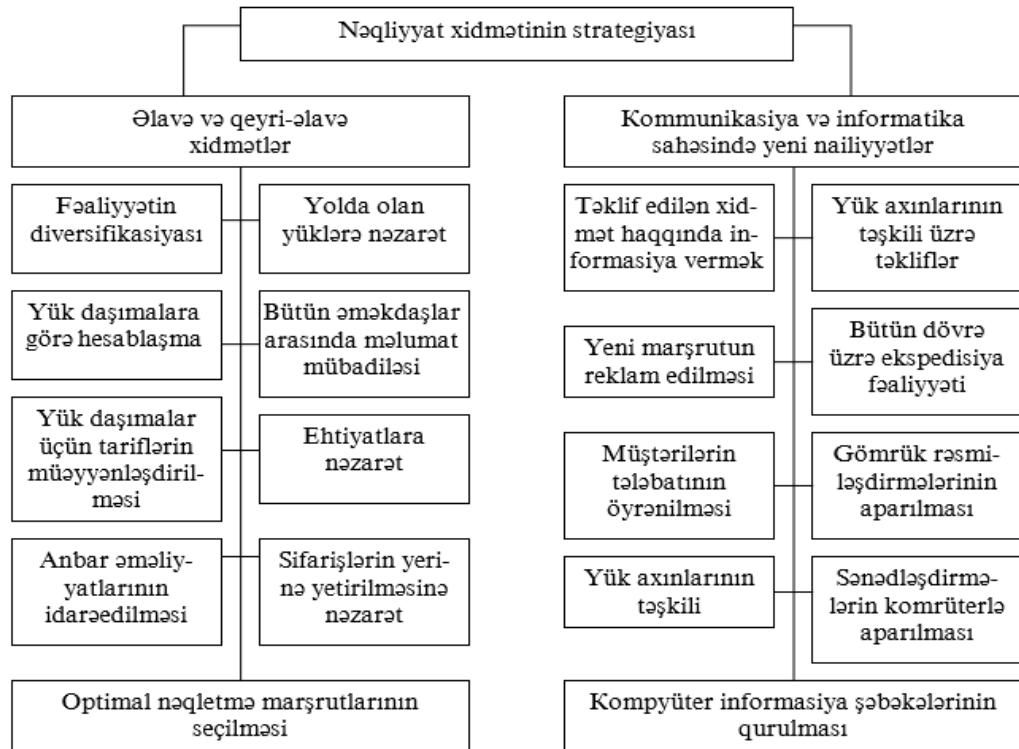 Nəqliyyat xidmətinin strategiyası
Əlavə və qeyri-əlavə
xidmətlər
Fəaliyyətin
diversifikasiyası
Yolda olan
yüklərə nəzarət
Yük daşımalara
görə hesablaşma
Bütün əməkdaşlar
arasında məlumat
mübadiləsi
Yük daşımalar
üçün tariflərin
müəyyənləşdiril-
məsi
Ehtiyatlara
nəzarət
Anbar əməliy-
yatlarının
idarəedilməsi
Sifarişlərin yeri-
nə yetirilməsinə
nəzarət
Optimal nəqletmə marşrutlarının
seçilməsi
Kommunikasiya və informatika
sahəsində yeni nailiyyətlər
Təklif edilən xid-
mət haqqında in-
formasiya vermək
Yük axınlarının
təşkili üzrə
təkliflər
Yeni marşrutun
reklam edilməsi
Bütün dövrə
üzrə ekspedisiya
fəaliyyəti
Müştərilərin
tələbatının
öyrənilməsi
Gömrük rəsmi-
ləşdirmələrinin
aparılması
Yük axınlarının
təşkili
Sənədləşdirmə-
lərin komrüterlə
aparılması
Kompyüter informasiya şəbəkələrinin
qurulması